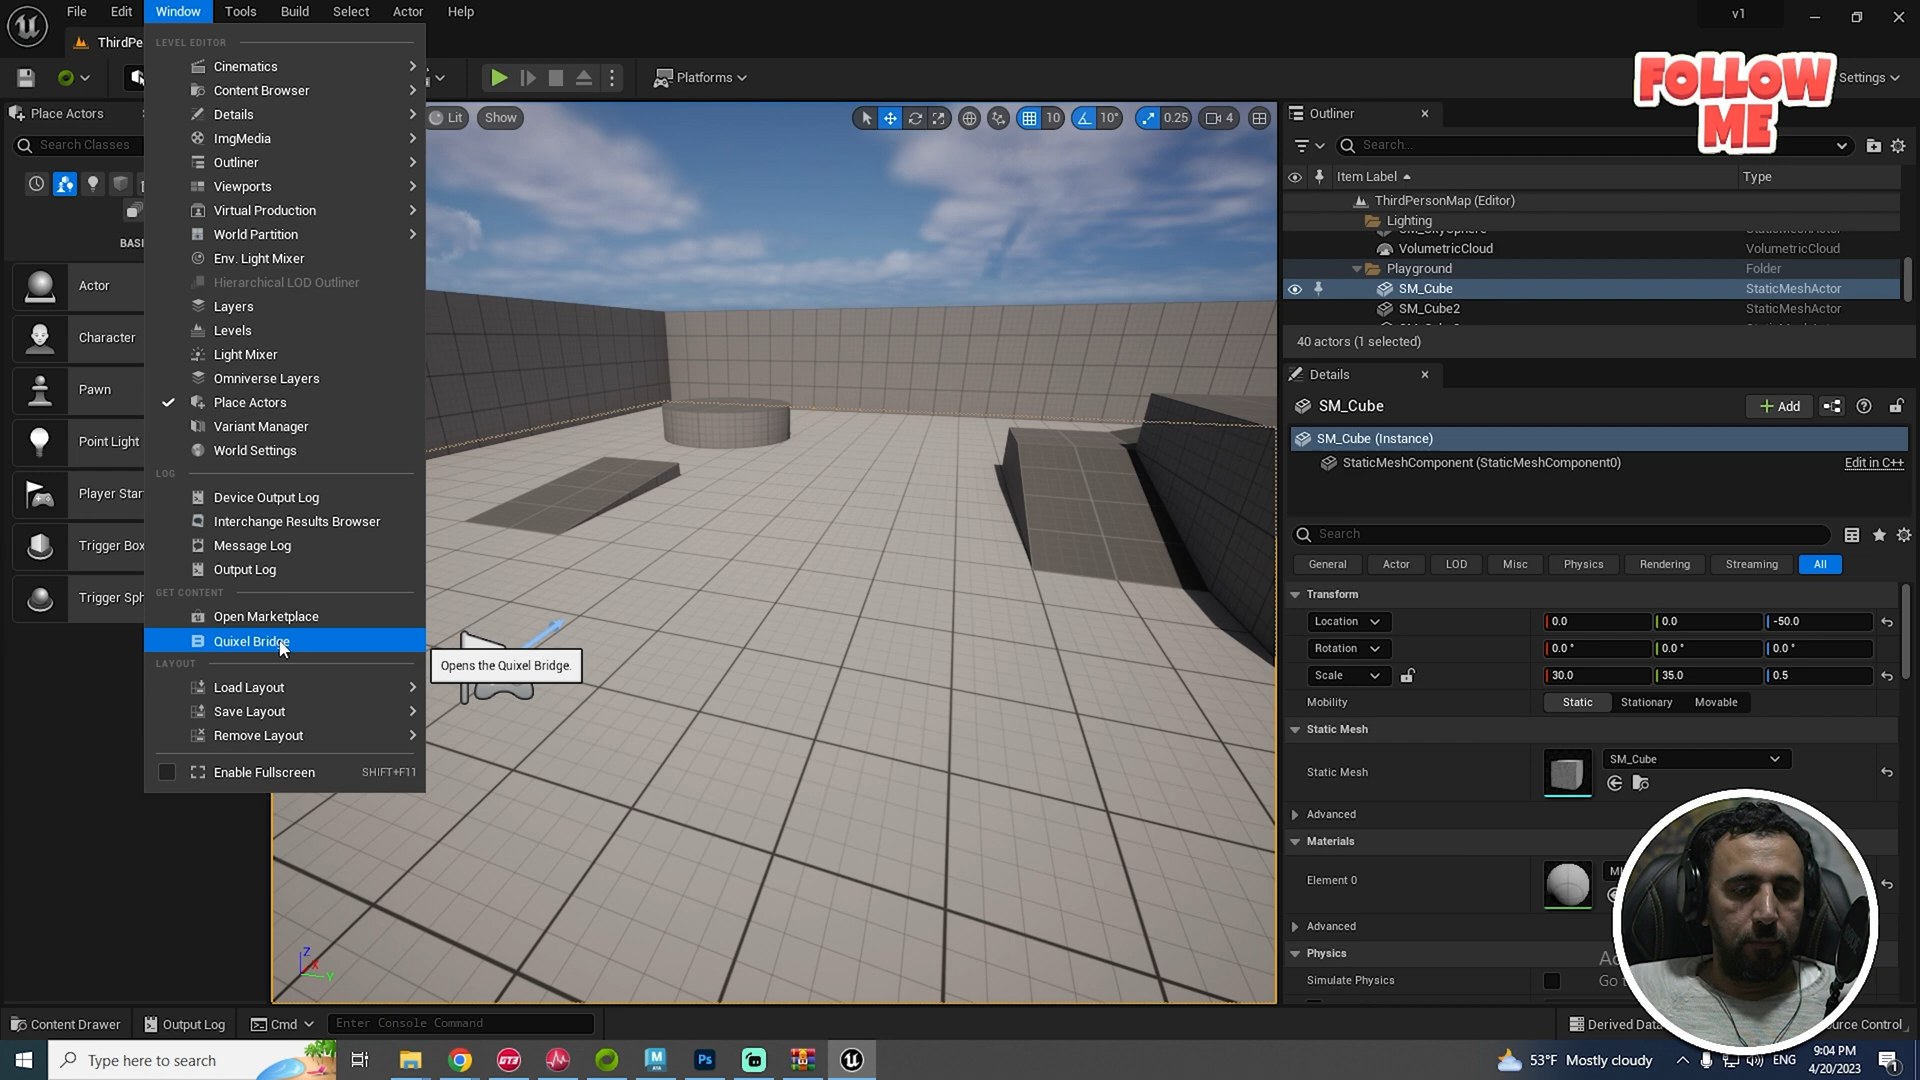 File Edit Window Tools Build Select Actor Help
v1
ThirdPe
Platforms
Settings
FOLLOW
ME
Place Actors
Search Classes
BASI
Actor
Character
Pawn
Point Light
Player Star
Trigger Box
Trigger Sph
LEVEL EDITOR
Cinematics
Content Browser
Details
ImgMedia
Outliner
Viewports
Virtual Production
World Partition
Env. Light Mixer
Hierarchical LOD Outliner
Layers
Levels
Light Mixer
Omniverse Layers
Place Actors
Variant Manager
World Settings
LOG
Device Output Log
Interchange Results Browser
Message Log
Output Log
GET CONTENT
Open Marketplace
Quixel Bridge
LAYOUT
Load Layout
Save Layout
Remove Layout
Enable Fullscreen SHIFT+F11
Opens the Quixel Bridge.
Lit Show 10 10° 0.25 4
Z
X
Y
Outliner
Search...
Item Label Type
ThirdPersonMap (Editor)
Lighting
SM_SkySphere StaticMeshActor
VolumetricCloud VolumetricCloud
Playground Folder
SM_Cube StaticMeshActor
SM_Cube2 StaticMeshActor
40 actors (1 selected)
Details
SM_Cube + Add
SM_Cube (Instance)
StaticMeshComponent (StaticMeshComponent0) Edit in C++
Search
General Actor LOD Misc Physics Rendering Streaming All
Transform
Location 0.0 0.0 -50.0
Rotation 0.0 ° 0.0 ° 0.0 °
Scale 30.0 35.0 0.5
Mobility Static Stationary Movable
Static Mesh
Static Mesh SM_Cube
Advanced
Materials
Element 0
Advanced
Physics
Simulate Physics
Content Drawer Output Log Cmd Enter Console Command
Derived Data ource Control
Type here to search
53°F Mostly cloudy ENG
9:04 PM
4/20/2023